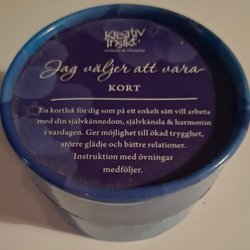 Kreativ
Insikt
Jag väljer att vara-
KORT
En kortlek för dig som på ett enkelt sätt vill arbeta
med din självkännedom, självkänsla & harmonin
i vardagen. Ger möjlighet till ökad trygghet,
större glädje och bättre relationer.
Instruktion med övningar
medföljer.